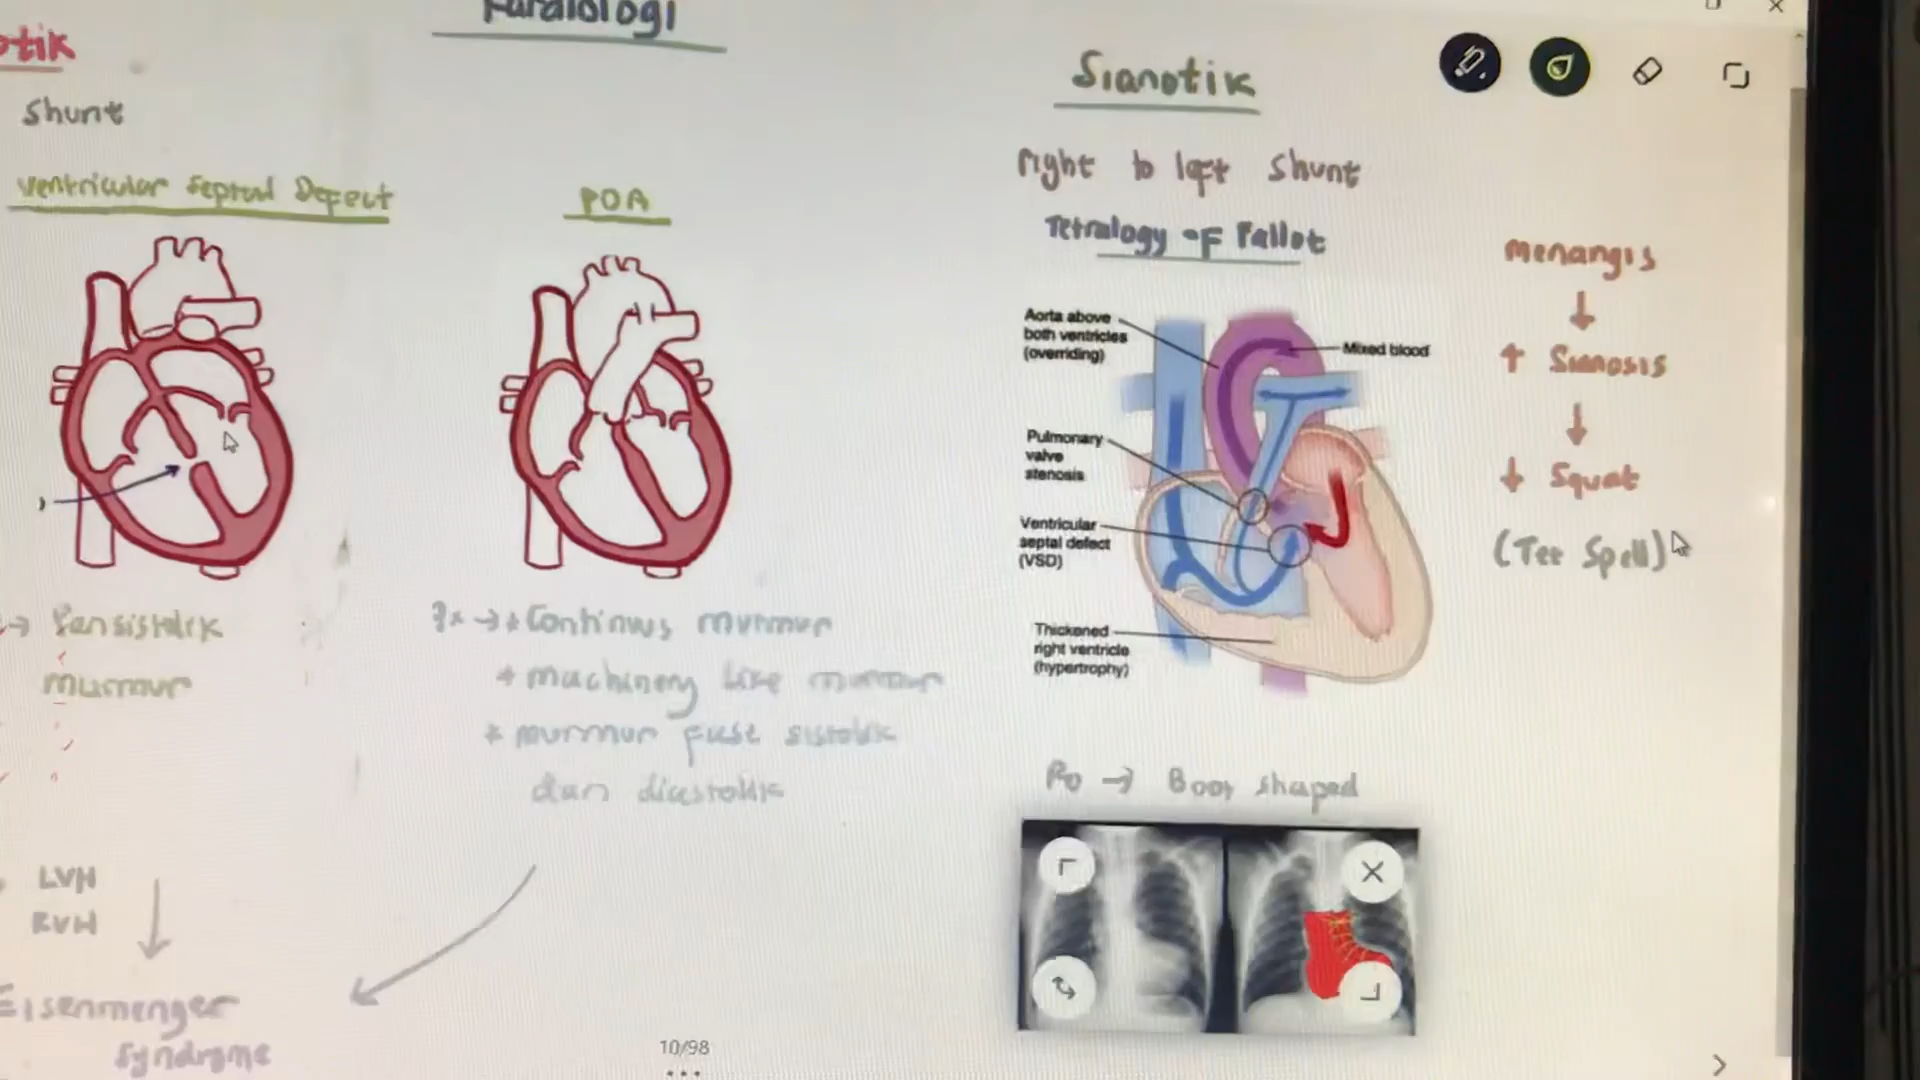 Kardiologi
otik
Shunt
Ventricular Septal Defect
PDA
→ Pansistolik
murmur
Px → * Continus murmur
* machinery like murmur
* murmur fase sistolik
dan diastolik
LVH
RVH
Eisenmenger
Syndrome
Sianotik
right to left shunt
Tetralogy of Fallot
Aorta above
both ventricles
(overriding)
Mixed blood
Pulmonary
valve
stenosis
Ventricular
septal defect
(VSD)
Thickened
right ventricle
(hypertrophy)
menangis
↓
↑ Sianosis
↓
↓ Squat
(Tet Spell)
Ro → Boot shaped
10/98